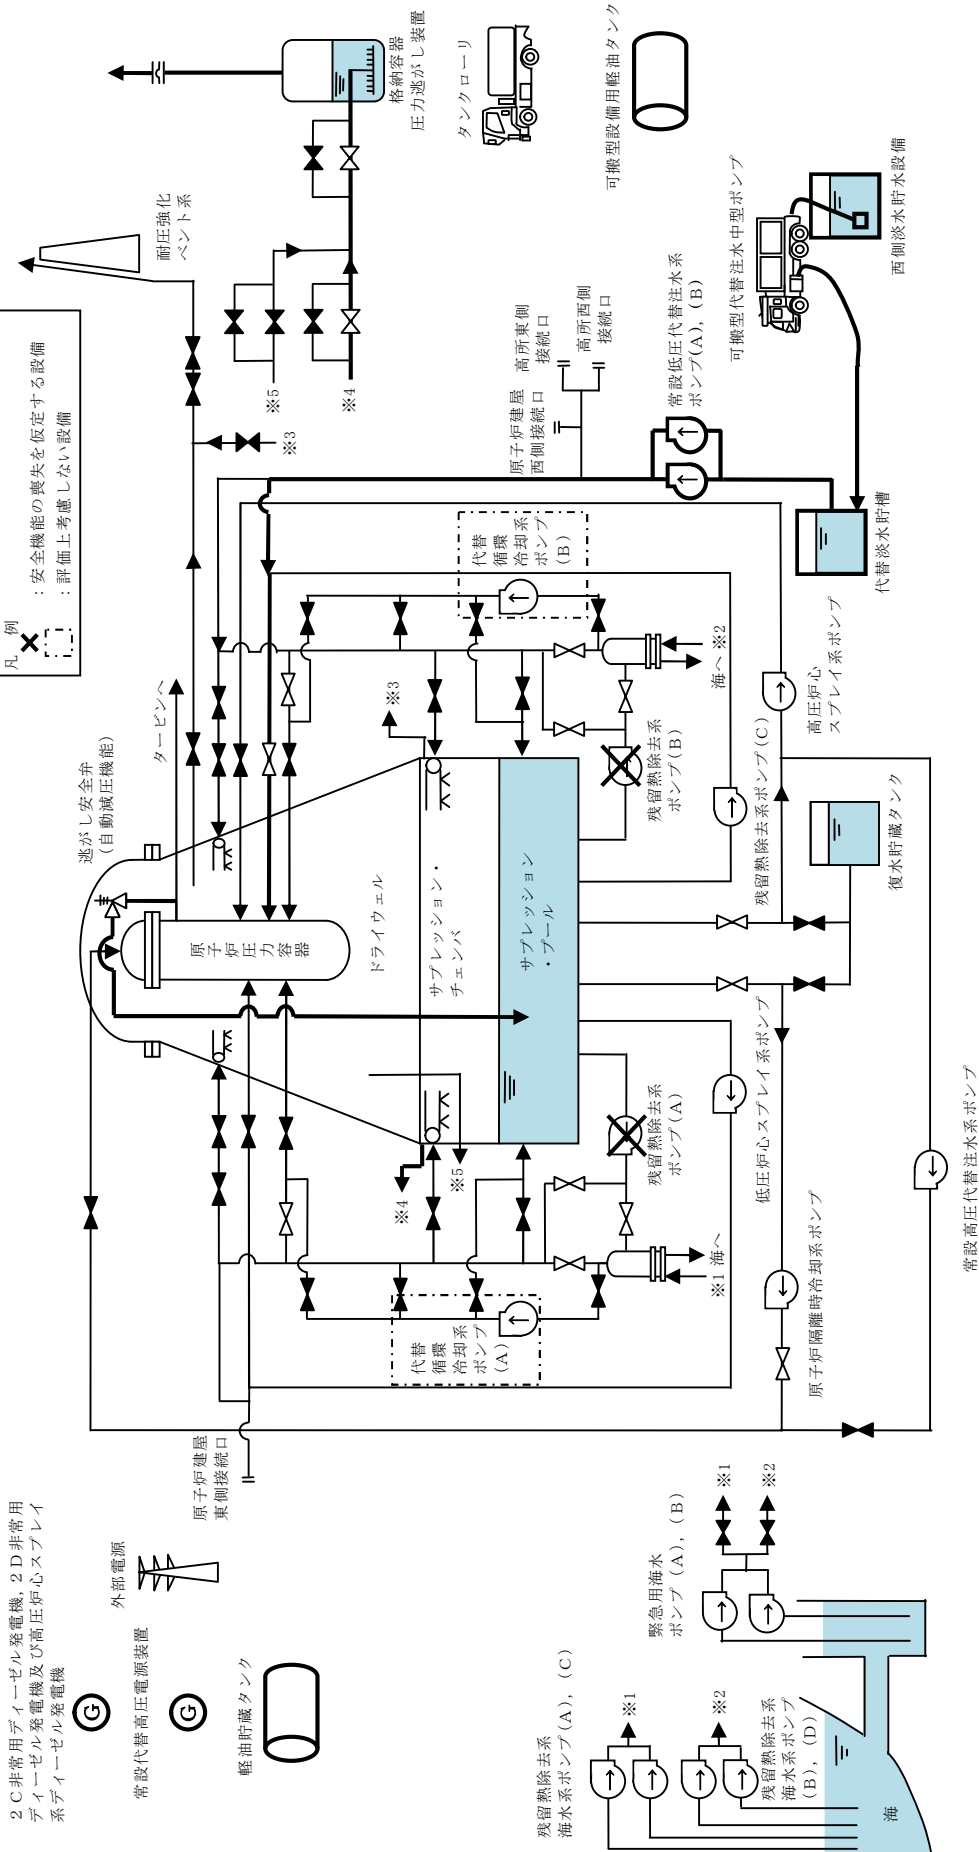 凡 例
：安全機能の喪失を仮定する設備
：評価上考慮しない設備
格納容器
圧力逃がし装置
タンクローリ
可搬型設備用軽油タンク
耐圧強化
ベント系
※5
※4
※3
高所東側
接続口
高所西側
接続口
原子炉建屋
西側接続口
常設低圧代替注水系
ポンプ(A), (B)
可搬型代替注水中型ポンプ
西側淡水貯水設備
代替淡水貯槽
タービンへ
逃がし安全弁
(自動減圧機能)
原子炉圧力容器
ドライウェル
サプレッション・
チェンバ
サプレッション
・プール
※3
代替
循環
冷却系
ポンプ
(B)
海へ ※2
残留熱除去系
ポンプ(B)
残留熱除去系ポンプ(C)
高圧炉心
スプレイ系ポンプ
復水貯蔵タンク
※4
※5
残留熱除去系
ポンプ(A)
※1 海へ
代替
循環
冷却系
ポンプ
(A)
低圧炉心スプレイ系ポンプ
原子炉隔離時冷却系ポンプ
常設高圧代替注水系ポンプ
原子炉建屋
東側接続口
2C非常用ディーゼル発電機, 2D非常用
ディーゼル発電機及び高圧炉心スプレイ
系ディーゼル発電機
G
外部電源
常設代替高圧電源装置
G
軽油貯蔵タンク
緊急用海水
ポンプ (A), (B)
※1
※2
残留熱除去系
海水系ポンプ(A), (C)
※1
※2
残留熱除去系
海水系ポンプ
(B), (D)
海